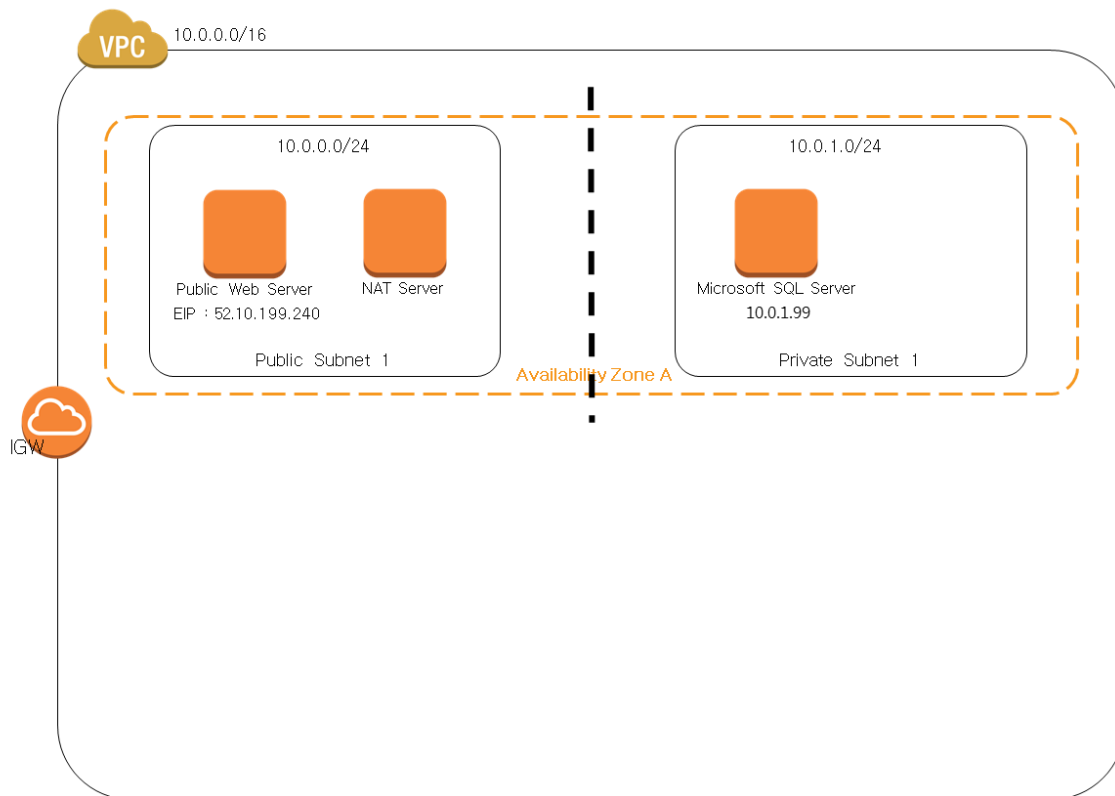 VPC
10.0.0.0/16
10.0.0.0/24
10.0.1.0/24
Public Web Server
NAT Server
Microsoft SQL Server
EIP : 52.10.199.240
10.0.1.99
Public Subnet 1
Private Subnet 1
Availability Zone A
IGW